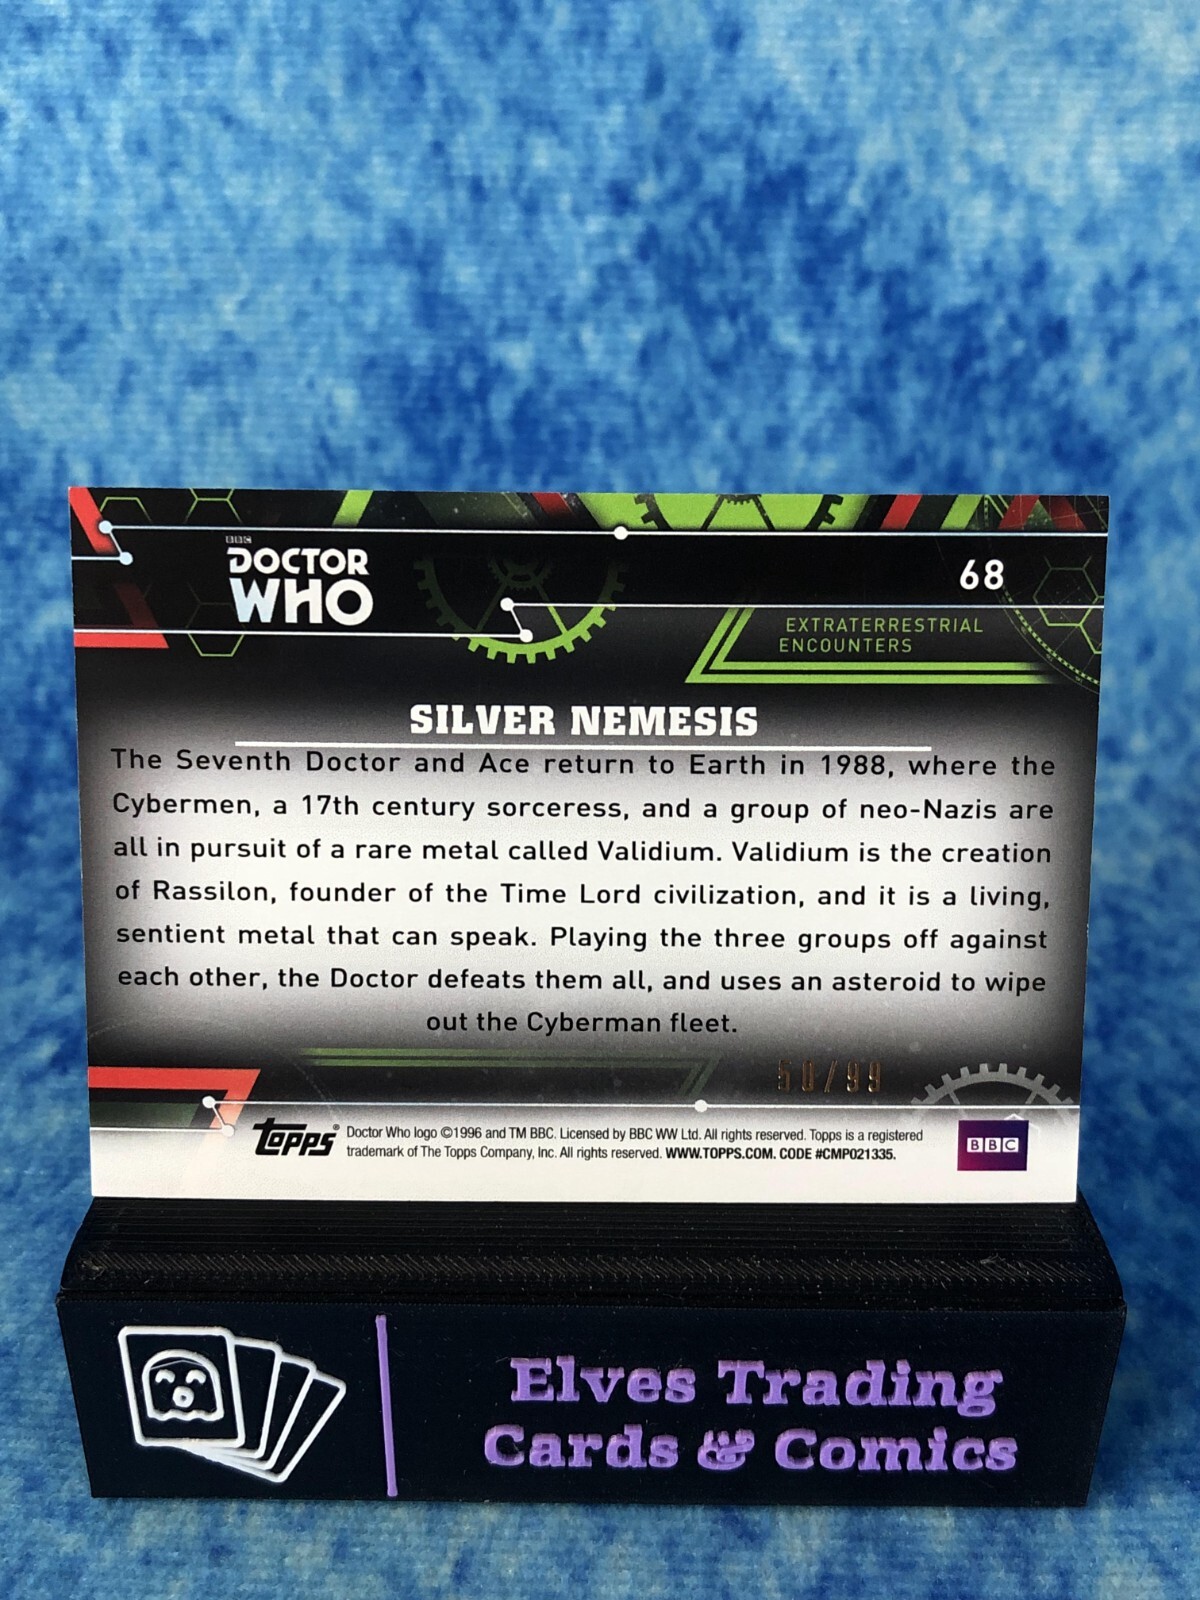 BBC
DOCTOR
WHO
68
EXTRATERRESTRIAL
ENCOUNTERS
SILVER NEMESIS
The Seventh Doctor and Ace return to Earth in 1988, where the
Cybermen, a 17th century sorceress, and a group of neo-Nazis are
all in pursuit of a rare metal called Validium. Validium is the creation
of Rassilon, founder of the Time Lord civilization, and it is a living,
sentient metal that can speak. Playing the three groups off against
each other, the Doctor defeats them all, and uses an asteroid to wipe
out the Cyberman fleet.
50/99
Topps® Doctor Who logo ©1996 and TM BBC. Licensed by BBC WW Ltd. All rights reserved. Topps is a registered
trademark of The Topps Company, Inc. All rights reserved. WWW.TOPPS.COM. CODE #CMP021335.
BBC
Elves Trading
Cards & Comics